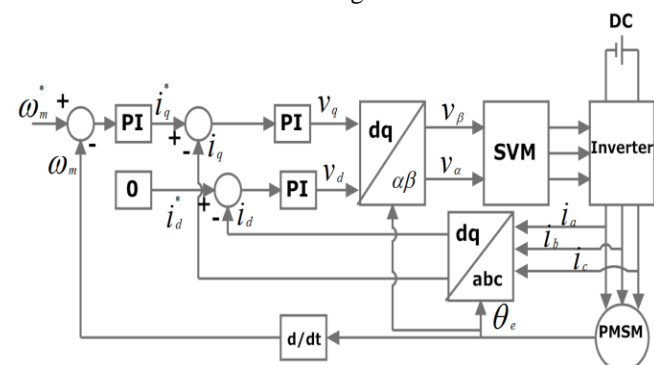 DC
ω*m + - PI i*q + - iq PI vq dq αβ vβ vα SVM Inverter
ωm
0 i*d + - id PI vd
dq abc ia ib ic
θe
d/dt PMSM